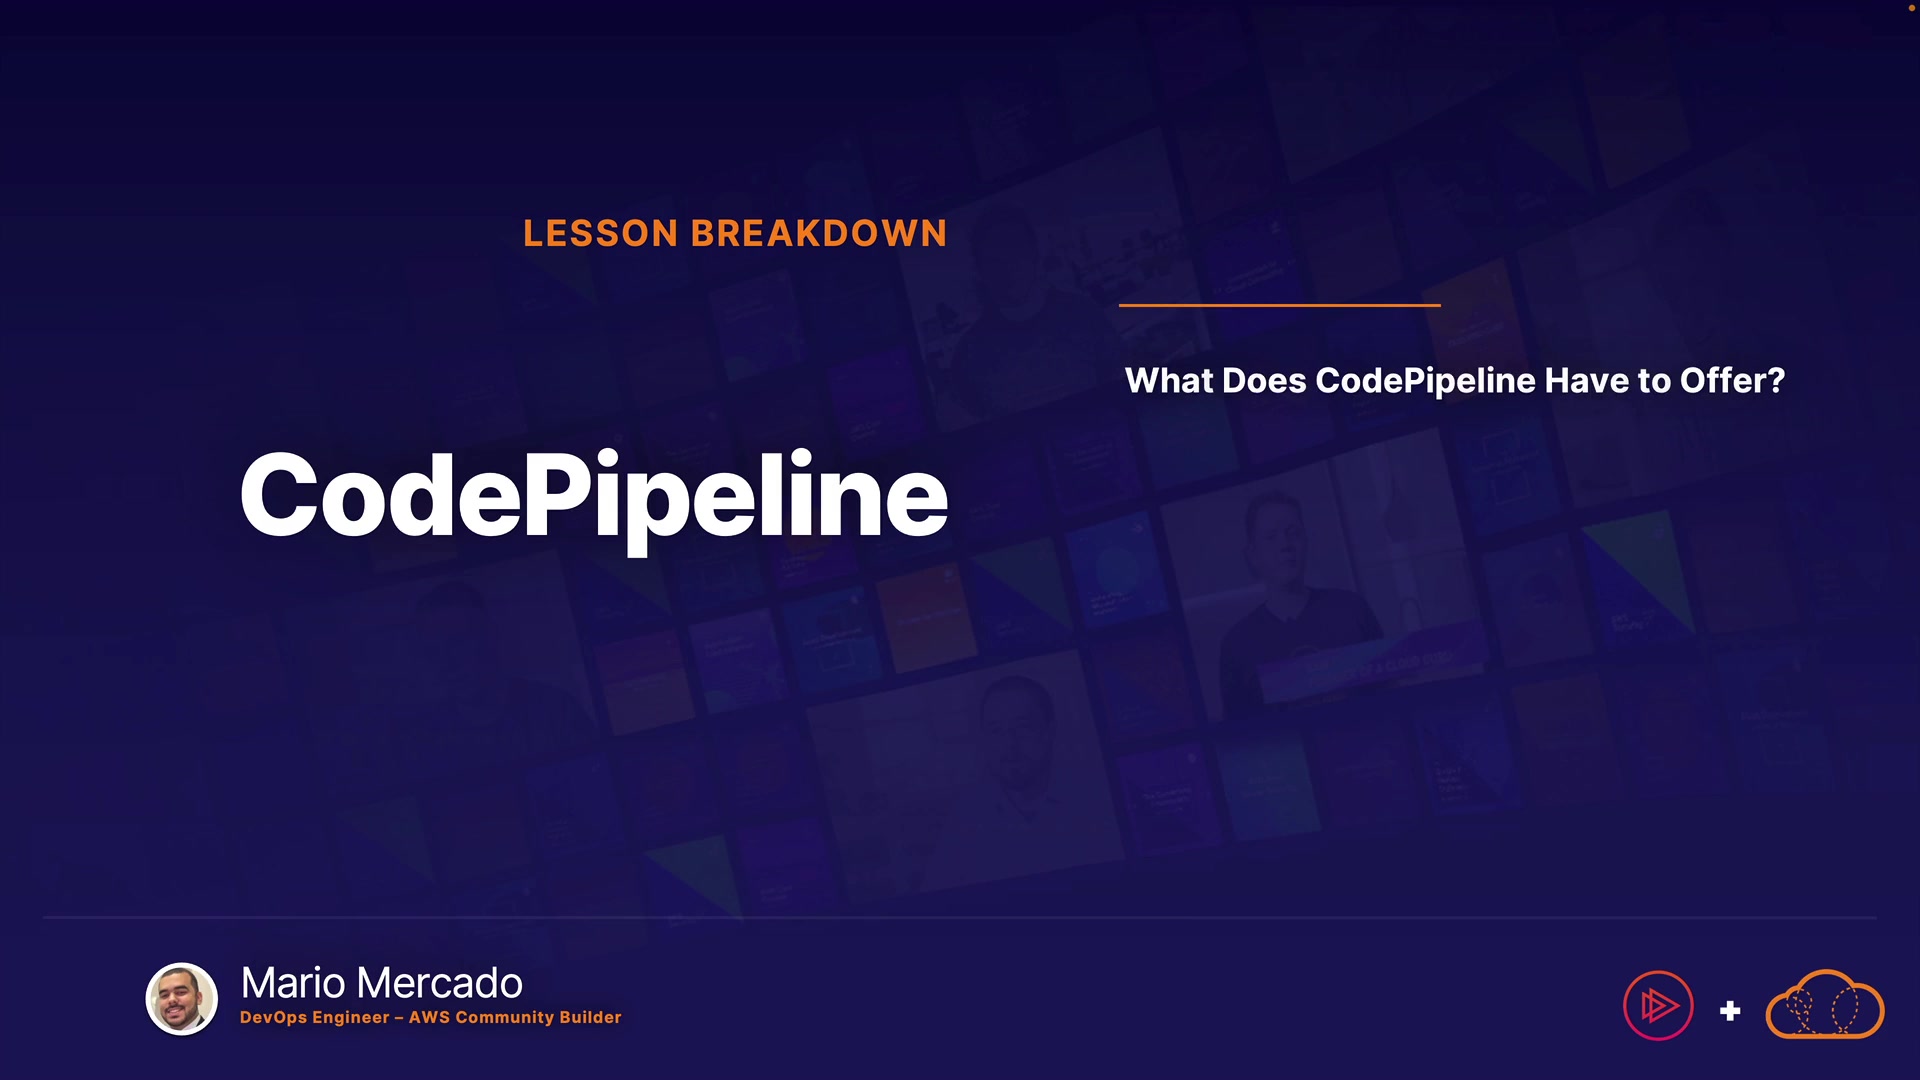 LESSON BREAKDOWN
What Does CodePipeline Have to Offer?
CodePipeline
Mario Mercado
DevOps Engineer – AWS Community Builder